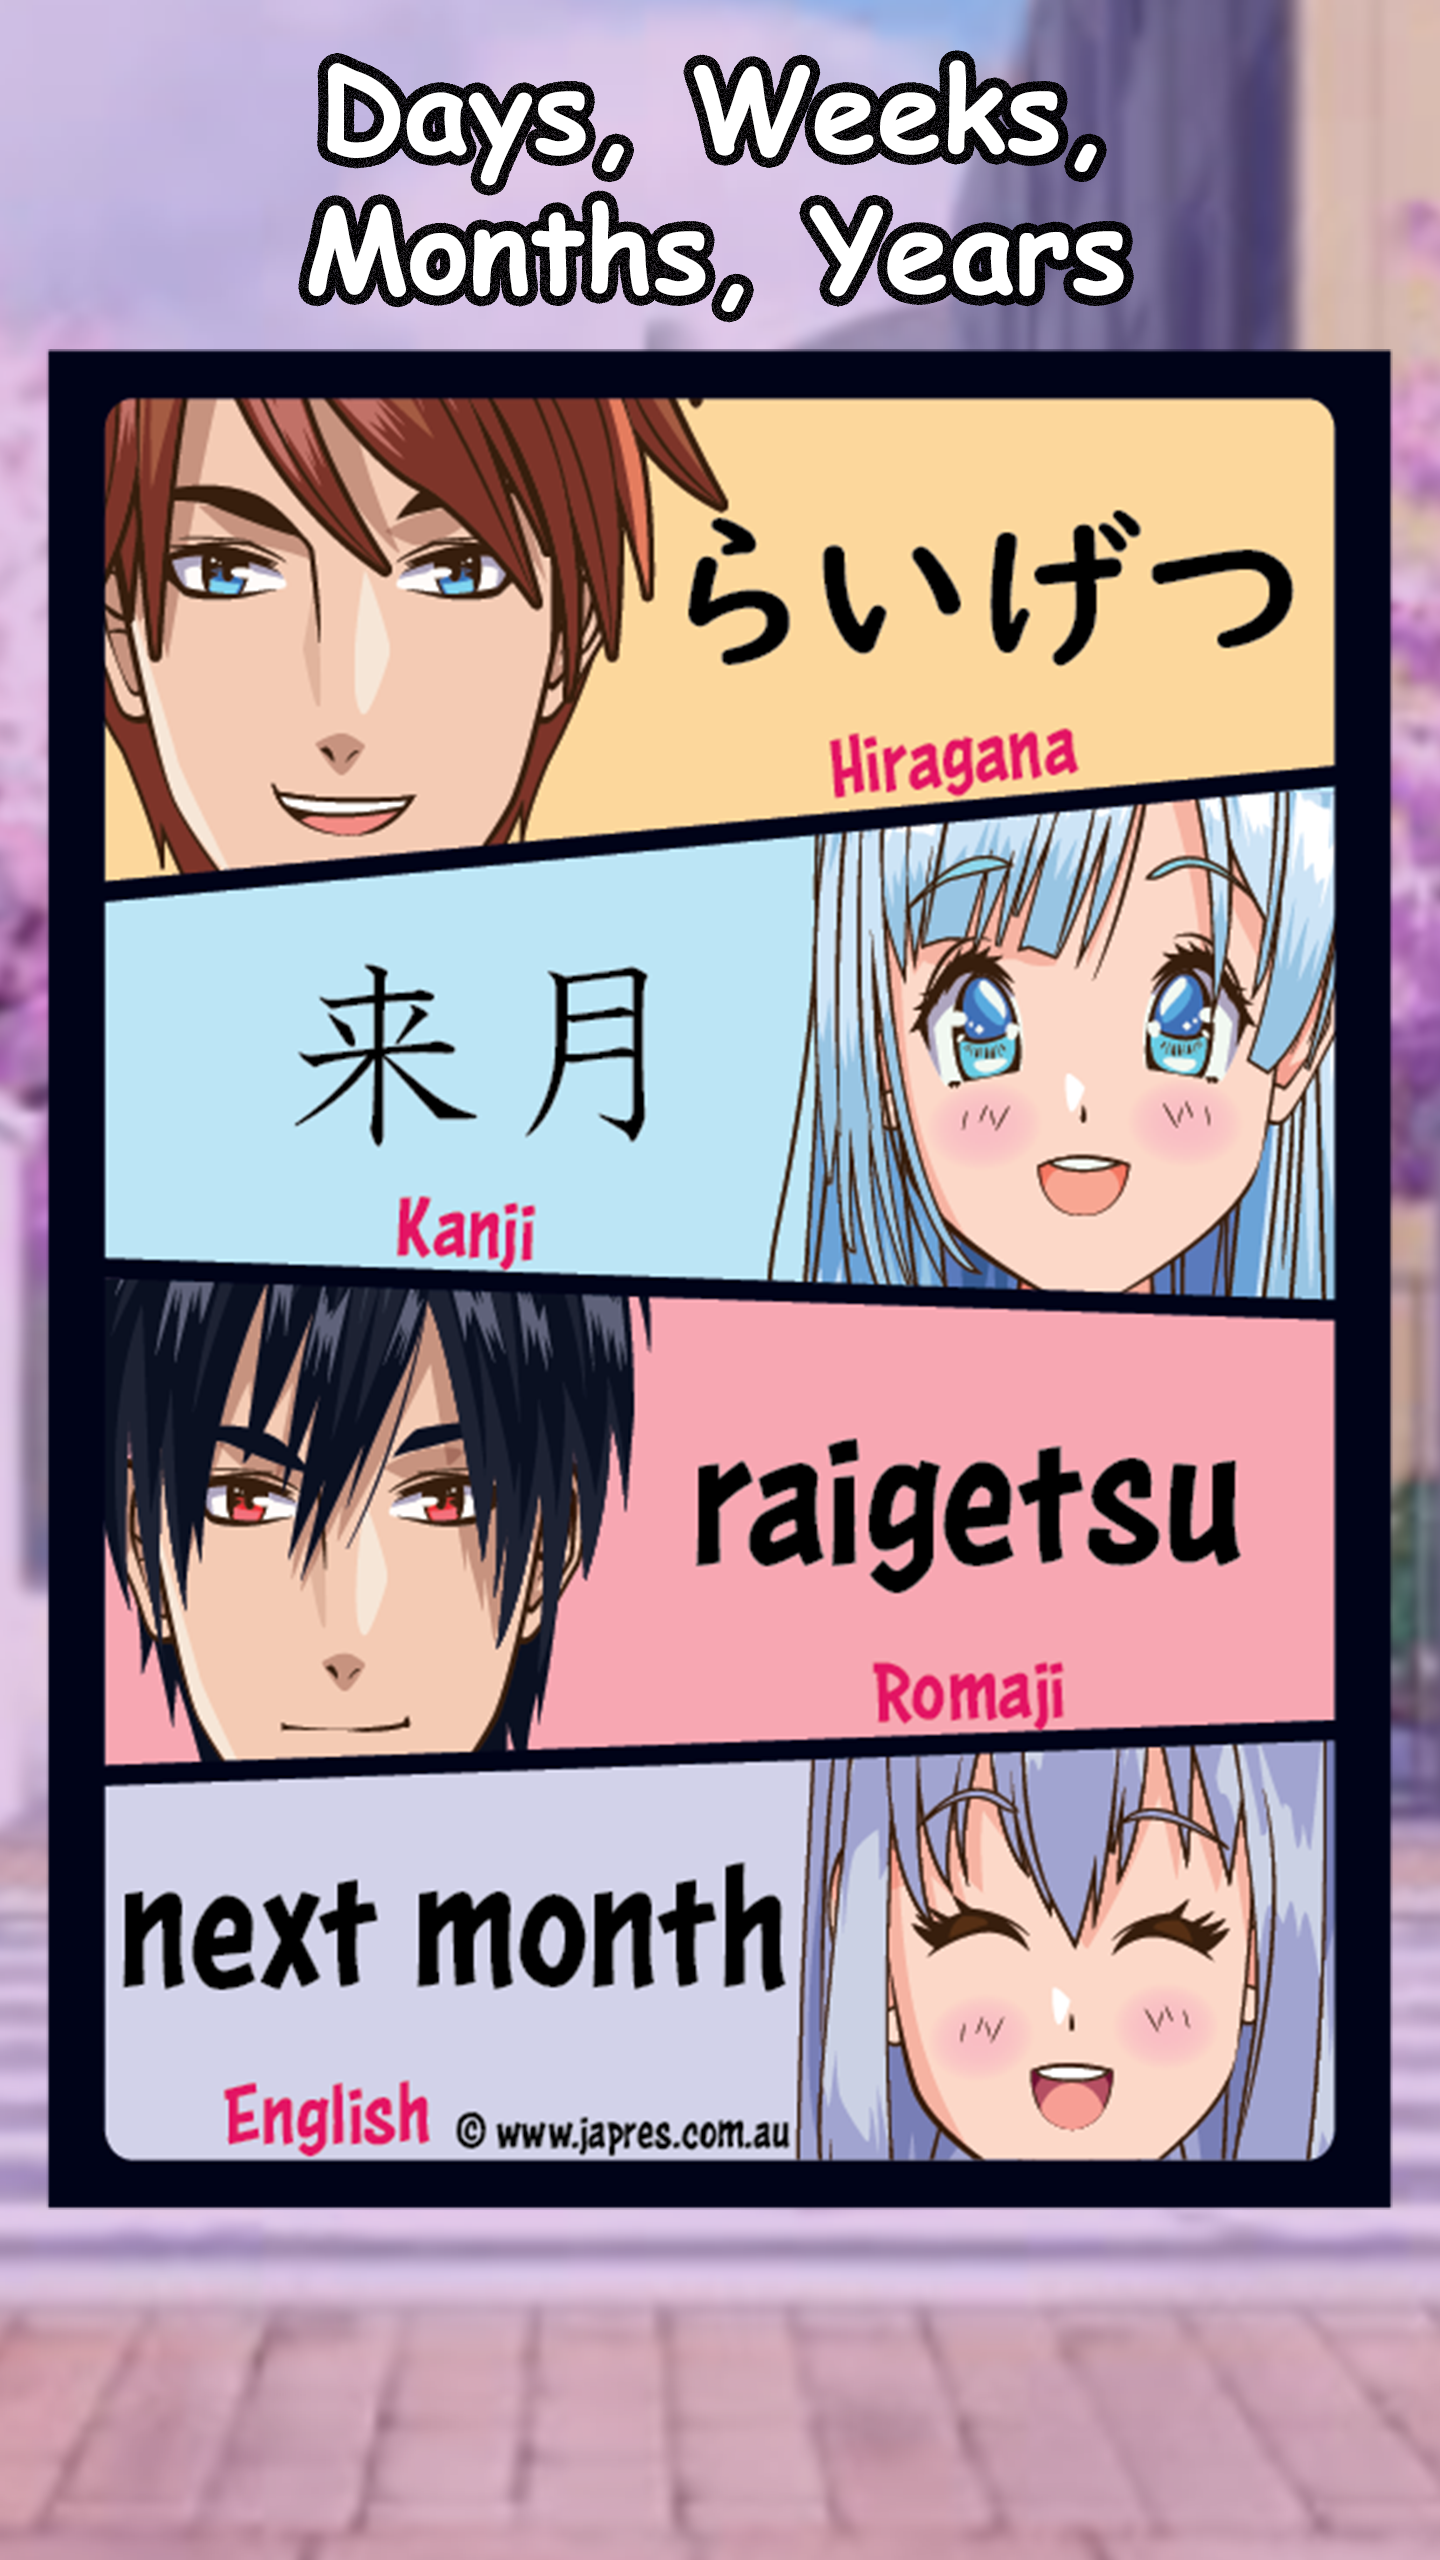 Days, Weeks,
Months, Years
らいげつ
Hiragana
来月
Kanji
raigetsu
Romaji
next month
English © www.japres.com.au